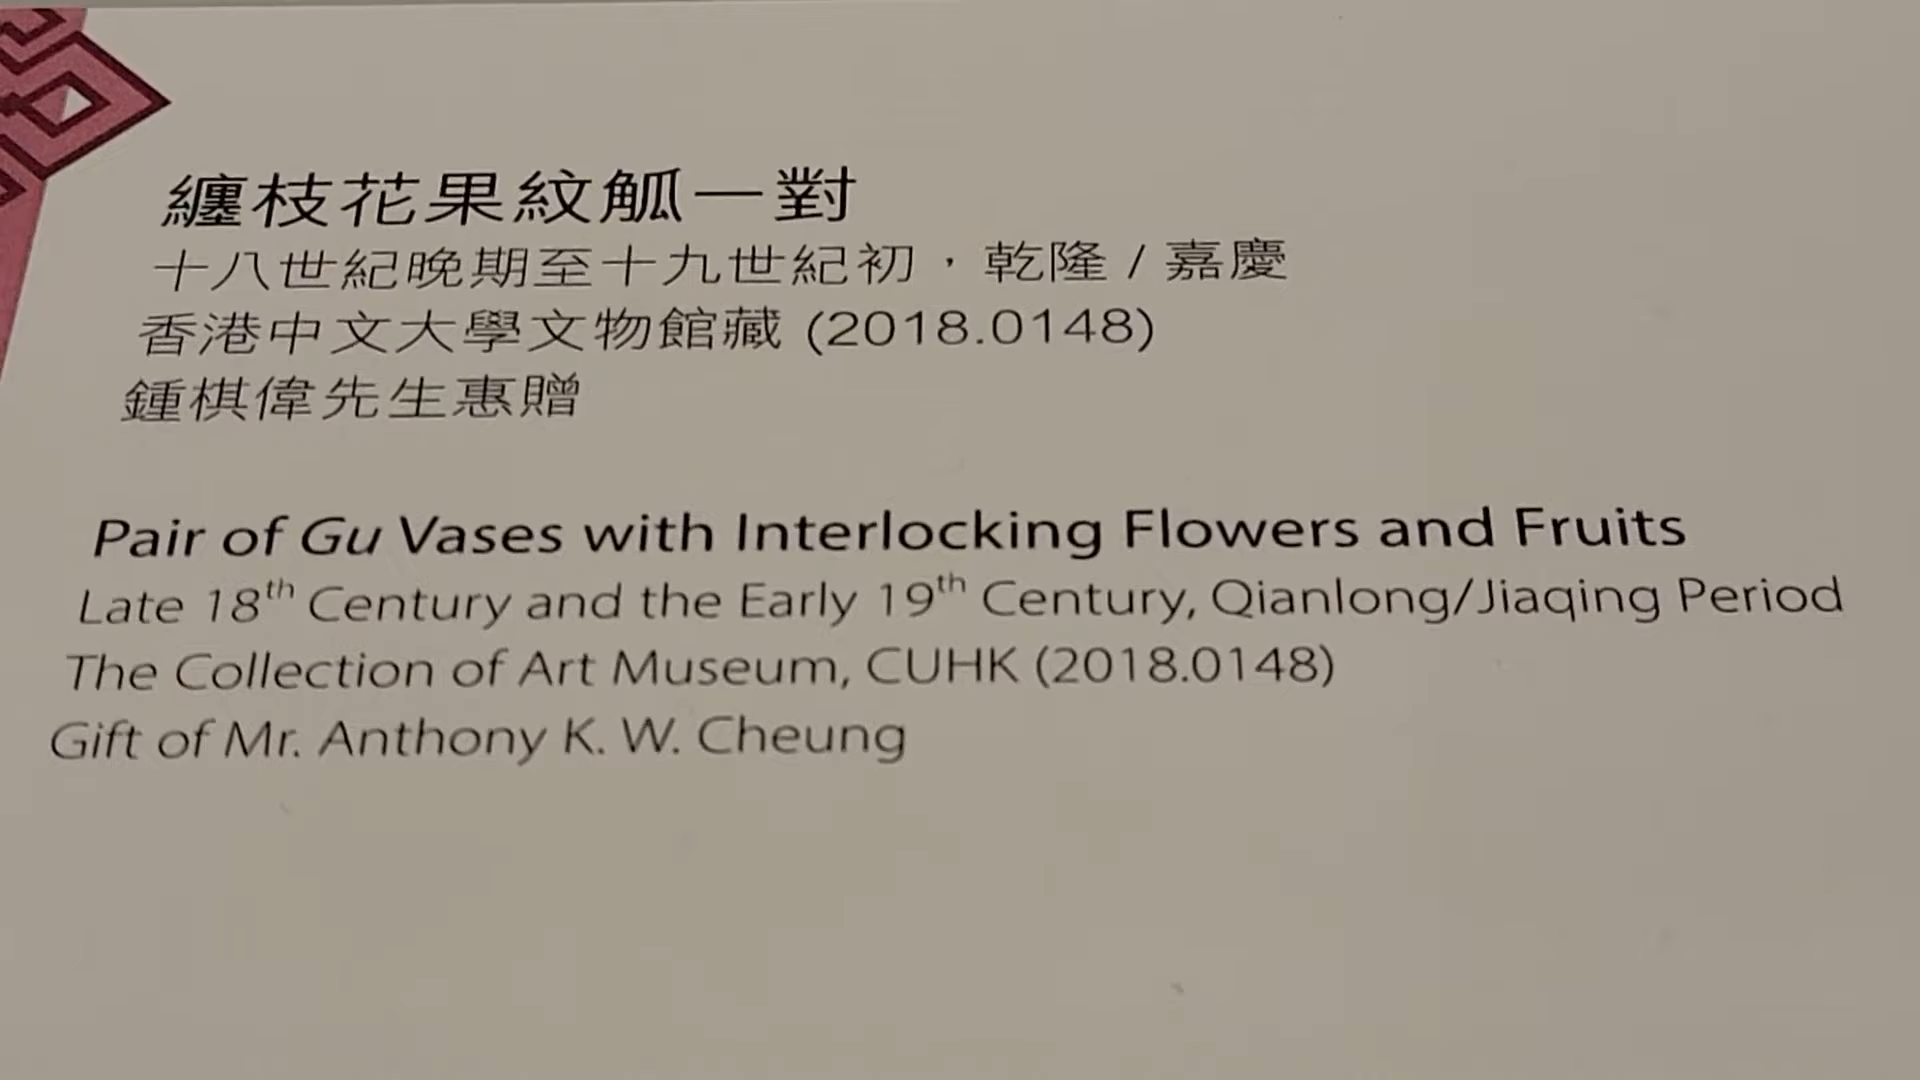 纏枝花果紋觚一對
十八世紀晚期至十九世紀初，乾隆 / 嘉慶
香港中文大學文物館藏 (2018.0148)
鍾棋偉先生惠贈
Pair of Gu Vases with Interlocking Flowers and Fruits
Late 18th Century and the Early 19th Century, Qianlong/Jiaqing Period
The Collection of Art Museum, CUHK (2018.0148)
Gift of Mr. Anthony K. W. Cheung